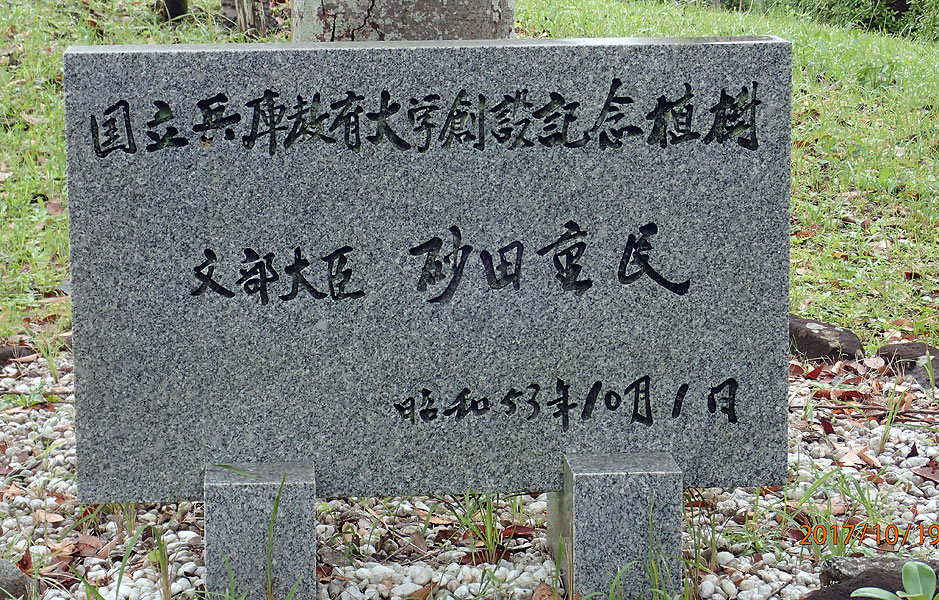 国立兵庫教育大学創設記念植樹
文部大臣 砂田重民
昭和53年10月1日
2017/10/19